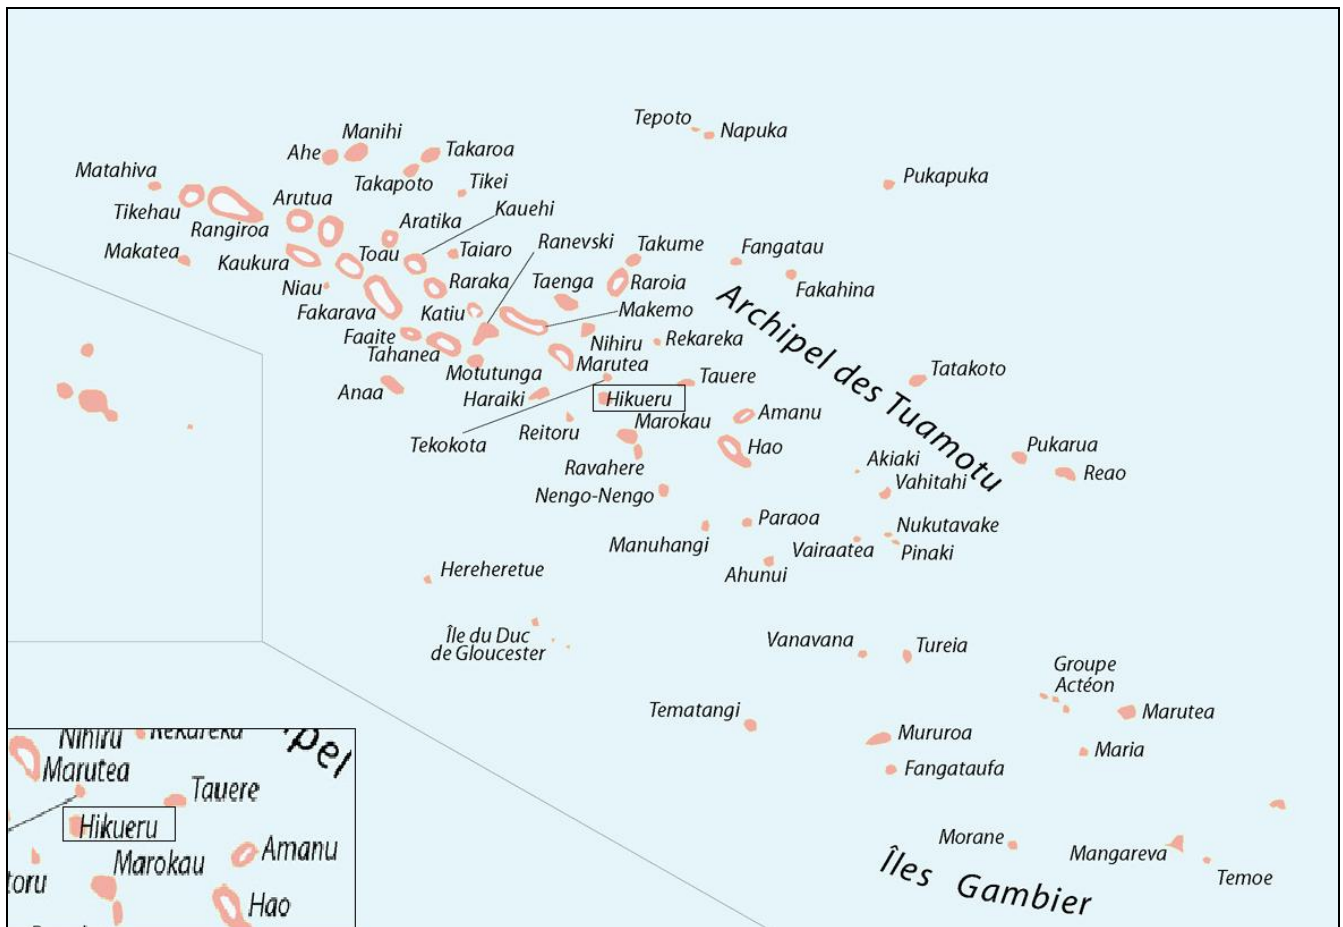 Tepoto
Napuka
Manihi
Ahe
Takaroa
Takapoto
Tikei
Pukapuka
Matahiva
Tikehau
Rangiroa
Arutua
Kauehi
Aratika
Makatea
Kaukura
Toau
Taiaro
Ranevski
Takume
Fangatau
Niau
Fakarava
Raraka
Katiu
Taenga
Raroia
Fakahina
Makemo
Archipel des Tuamotu
Faaite
Tahanea
Nihiru
Rekareka
Motutunga
Marutea
Anaa
Haraiki
Tauere
Hikueru
Tatakoto
Tekokota
Reitoru
Marokau
Amanu
Hao
Ravahere
Nengo-Nengo
Akiaki
Vahitahi
Pukarua
Reao
Manuhangi
Paraoa
Nukutavake
Vairaatea
Pinaki
Ahunui
Hereheretue
Île du Duc
de Gloucester
Vanavana
Tureia
Groupe
Actéon
Tematangi
Marutea
Mururoa
Maria
Fangataufa
Morane
Mangareva
Temoe
Îles Gambier
Nihiru
Rekareka
ipel
Marutea
Tauere
Hikueru
Amanu
Marokau
toru
Hao